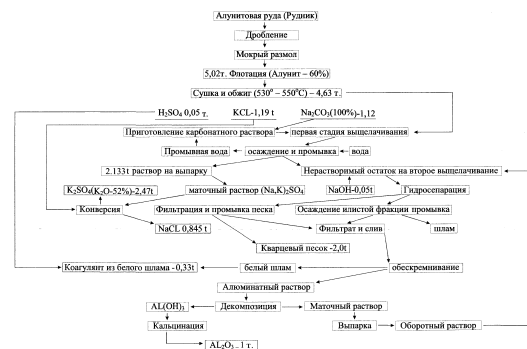 Алунитовая руда (Рудник)
Дробление
Мокрый размол
5,02т. Флотация (Алунит – 60%)
Сушка и обжиг (530° – 550°С) – 4,63 т.
H₂SO₄ 0,05 т. KCL-1,19 t Na₂CO₃(100%)-1,12
Приготовление карбонатного раствора первая стадия выщелачивания
Промывная вода осаждение и промывка вода
2.133t раствор на выпарку Нерастворимый остаток на второе выщелачивание
K₂SO₄(K₂O-52%)-2,47t маточный раствор (Na,K)₂SO₄ NaOH-0,05t Гидросепарация
Конверсия Фильтрация и промывка песка Осаждение илистой фракции промывка
NaCL 0,845 t Фильтрат и слив шлам
Кварцевый песок -2,0t
Коагулянт из белого шлама - 0,33t белый шлам обескремнивание
Алюминатный раствор
AL(OH)₃ Декомпозиция Маточный раствор
Кальцинация Выпарка Оборотный раствор
AL₂O₃ - 1 т.